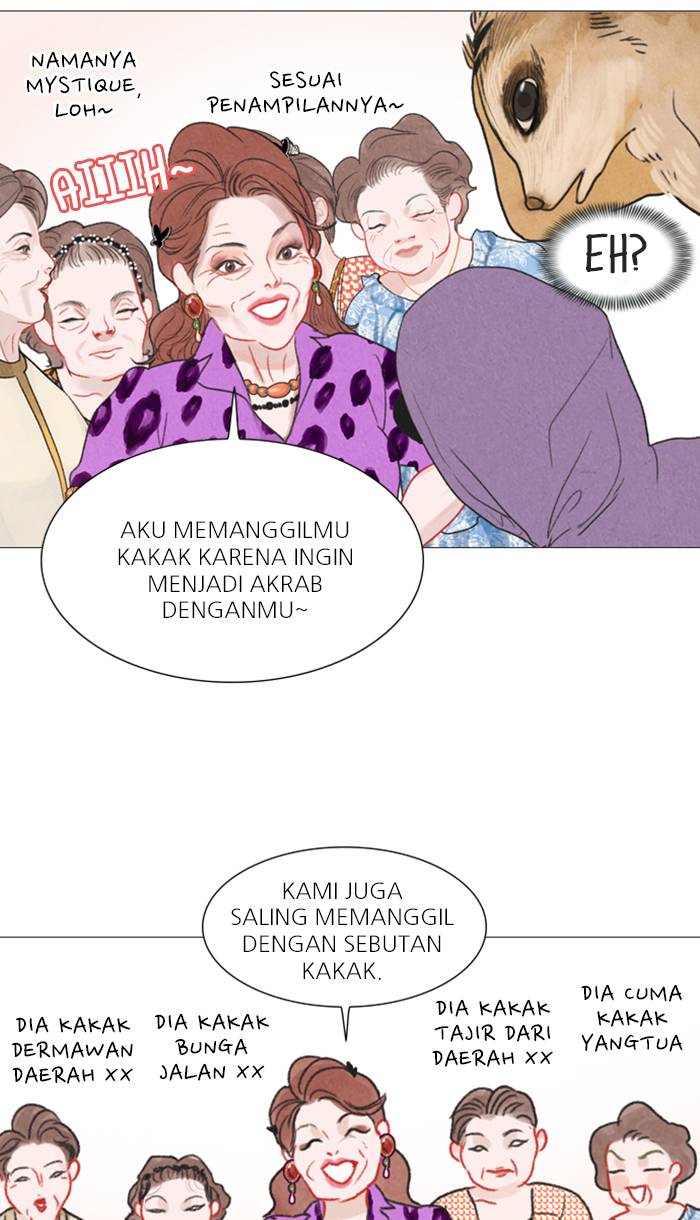 NAMANYA
MYSTIQUE,
LOH~
SESUAI
PENAMPILANNYA~
AIIIH~
EH?
AKU MEMANGGILMU
KAKAK KARENA INGIN
MENJADI AKRAB
DENGANMU~
KAMI JUGA
SALING MEMANGGIL
DENGAN SEBUTAN
KAKAK.
DIA KAKAK
DERMAWAN
DAERAH XX
DIA KAKAK
BUNGA
JALAN XX
DIA KAKAK
TAJIR DARI
DAERAH XX
DIA CUMA
KAKAK
YANGTUA